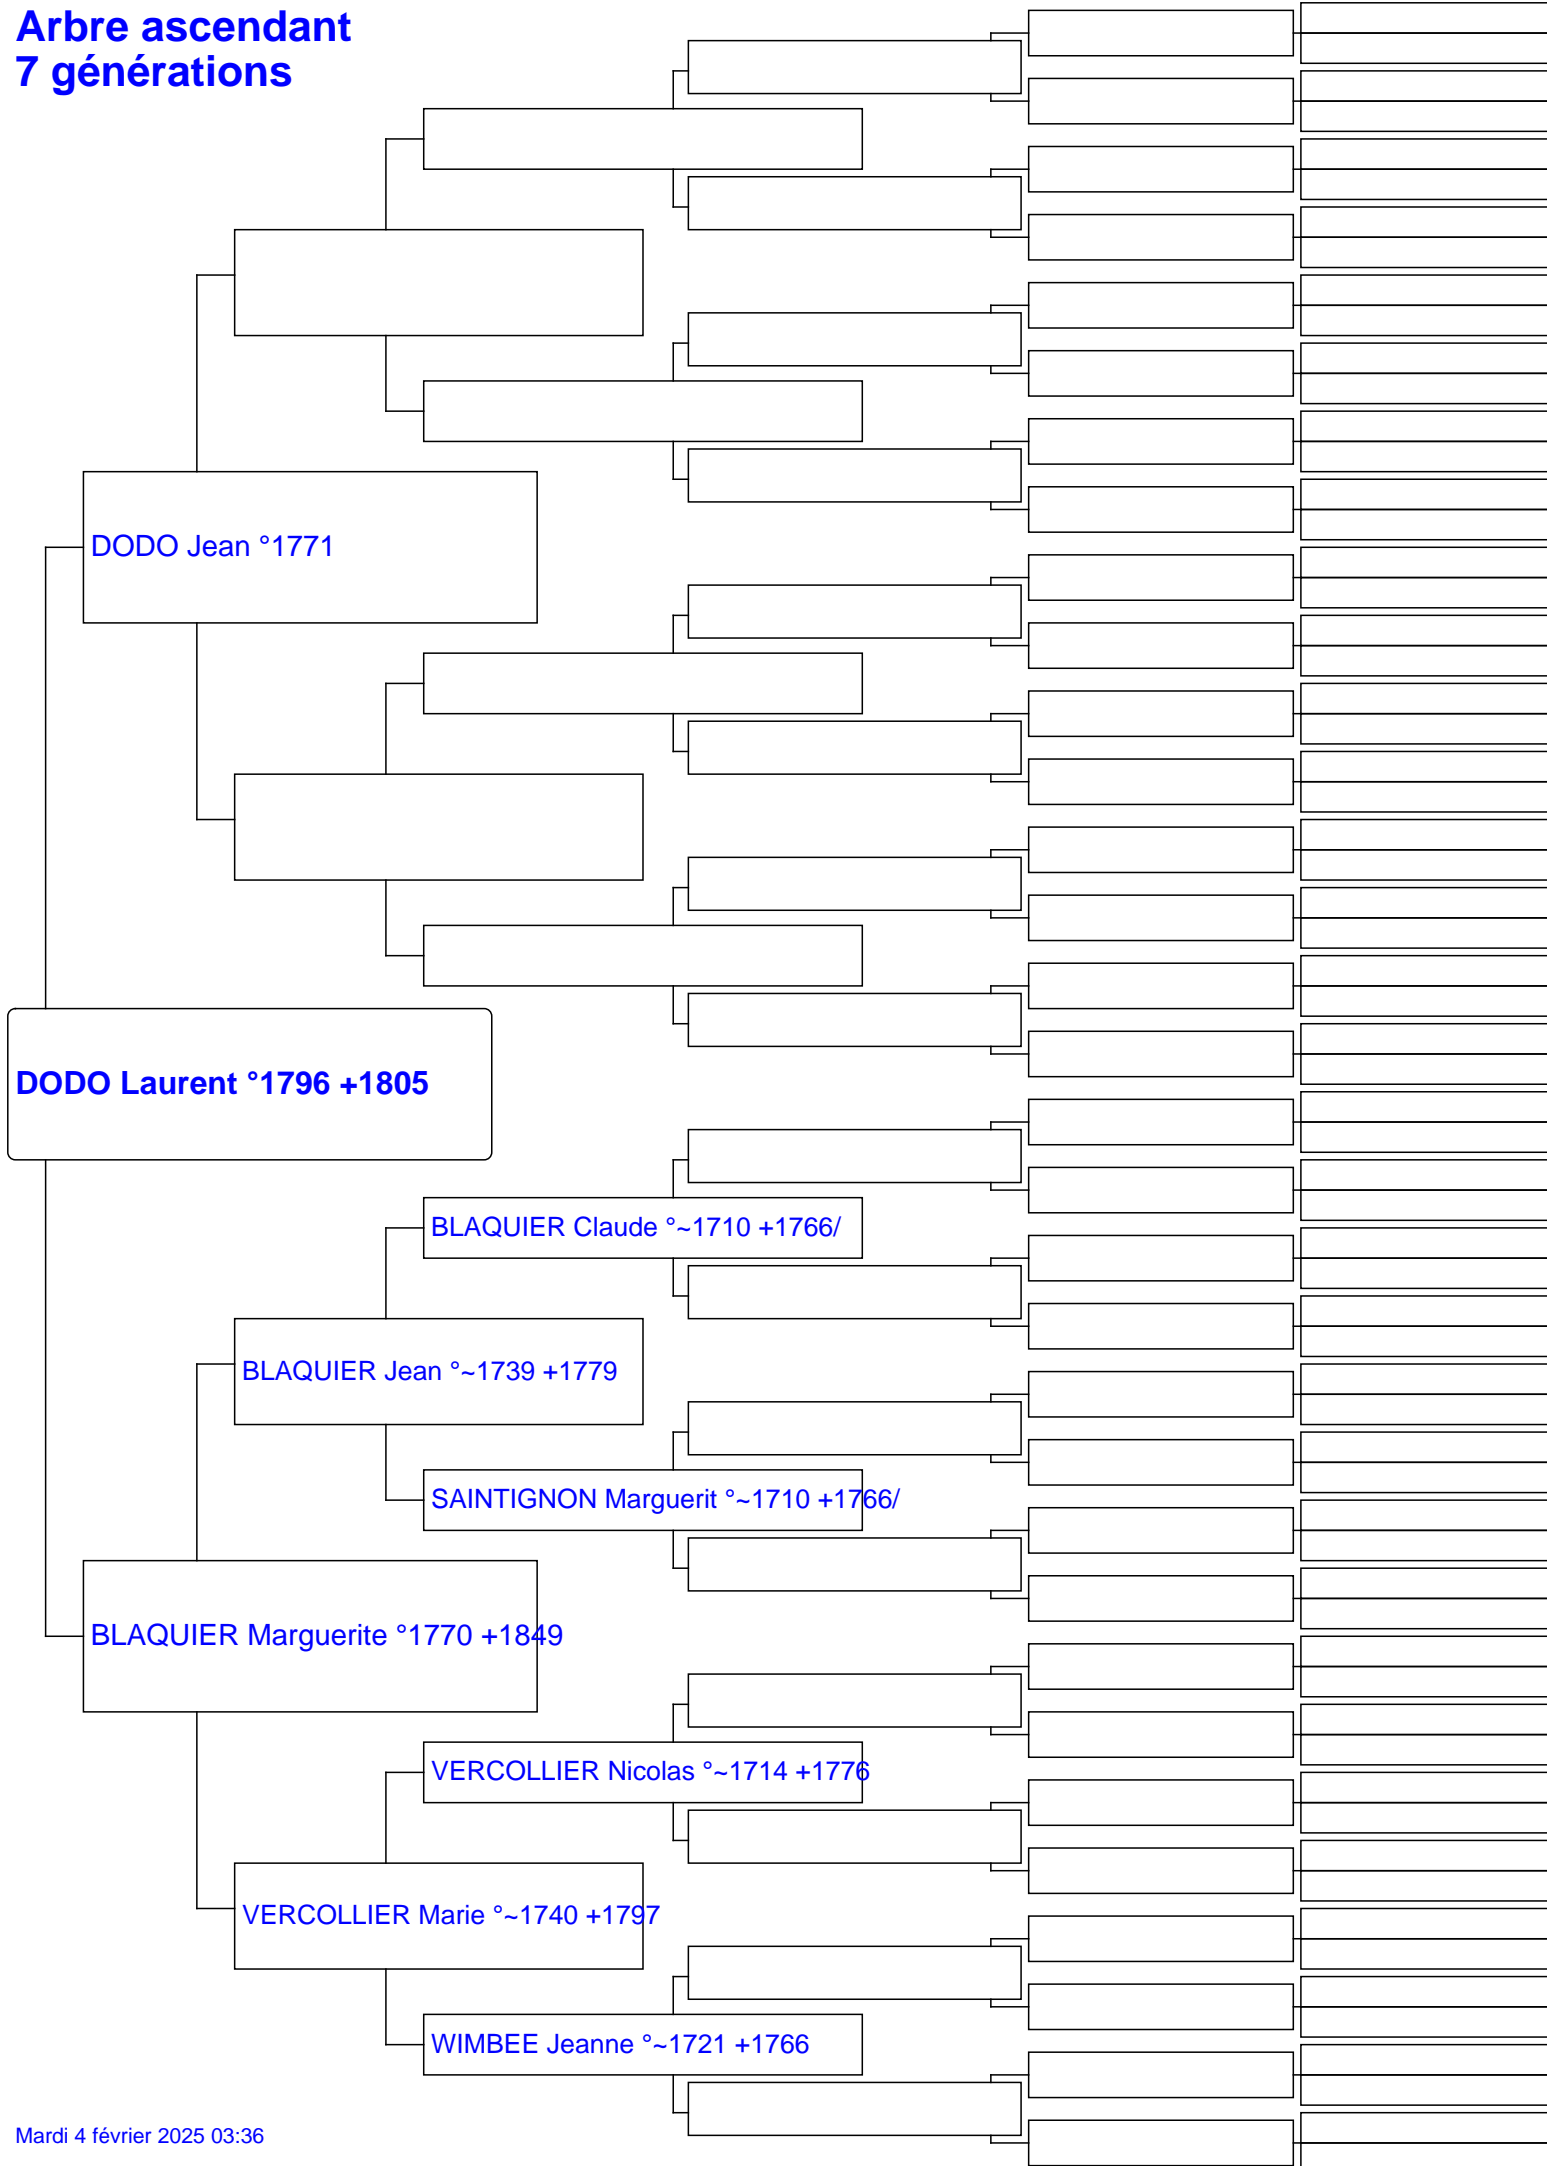 Arbre ascendant
7 générations
DODO Jean °1771
DODO Laurent °1796 +1805
BLAQUIER Claude °~1710 +1766/
BLAQUIER Jean °~1739 +1779
SAINTIGNON Marguerit °~1710 +1766/
BLAQUIER Marguerite °1770 +1849
VERCOLLIER Nicolas °~1714 +1776
VERCOLLIER Marie °~1740 +1797
WIMBEE Jeanne °~1721 +1766
Mardi 4 février 2025 03:36